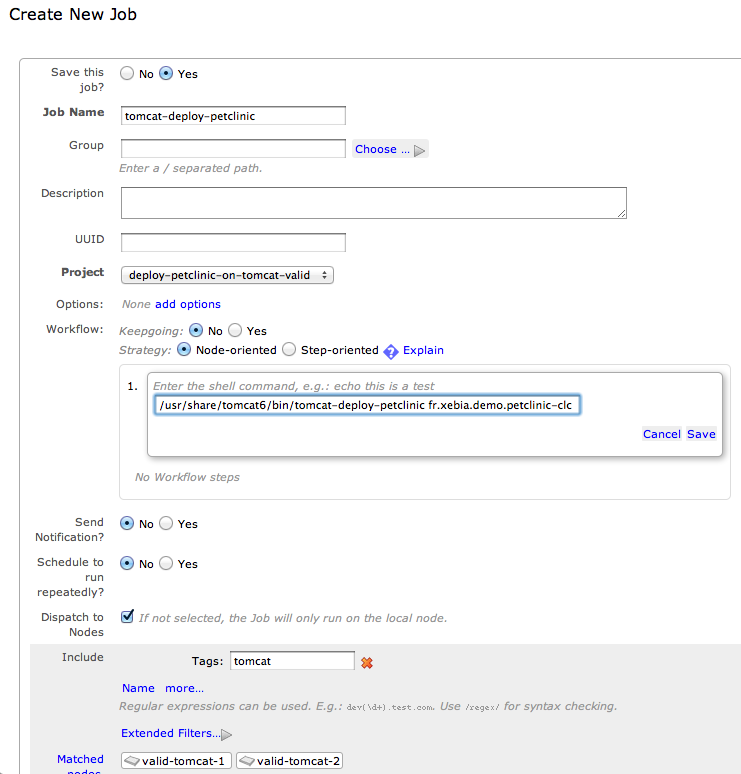 Create New Job
Save this job? No Yes
Job Name tomcat-deploy-petclinic
Group Choose ...
Enter a / separated path.
Description
UUID
Project deploy-petclinic-on-tomcat-valid
Options: None add options
Workflow: Keepgoing: No Yes
Strategy: Node-oriented Step-oriented ? Explain
1. Enter the shell command, e.g.: echo this is a test
/usr/share/tomcat6/bin/tomcat-deploy-petclinic fr.xebia.demo.petclinic-clc
Cancel Save
No Workflow steps
Send Notification? No Yes
Schedule to run repeatedly? No Yes
Dispatch to Nodes If not selected, the Job will only run on the local node.
Include Tags: tomcat
Name more...
Regular expressions can be used. E.g.: dev(\d+).test.com. Use /regex/ for syntax checking.
Extended Filters...
Matched nodes valid-tomcat-1 valid-tomcat-2